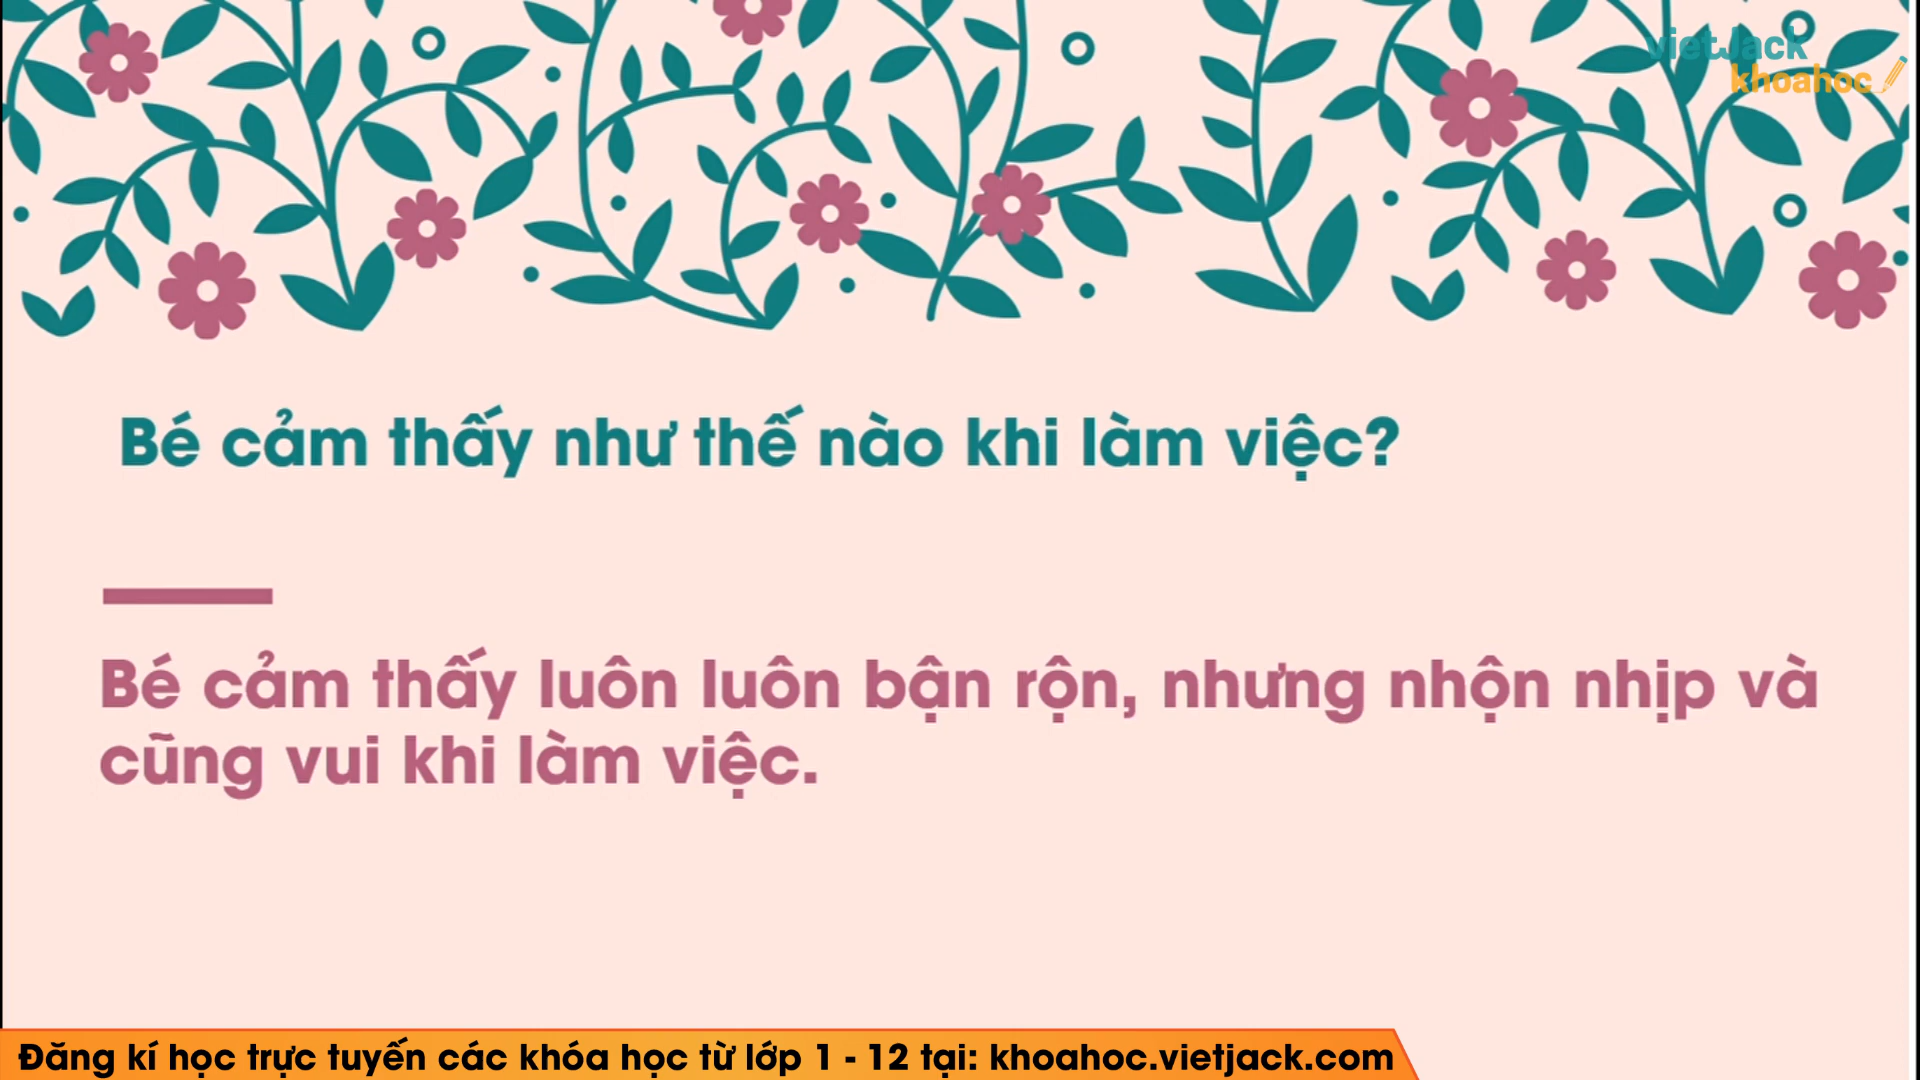 vietJack
khoahoc
Bé cảm thấy như thế nào khi làm việc?
Bé cảm thấy luôn luôn bận rộn, nhưng nhộn nhịp và
cũng vui khi làm việc.
Đăng kí học trực tuyến các khóa học từ lớp 1 - 12 tại: khoahoc.vietjack.com